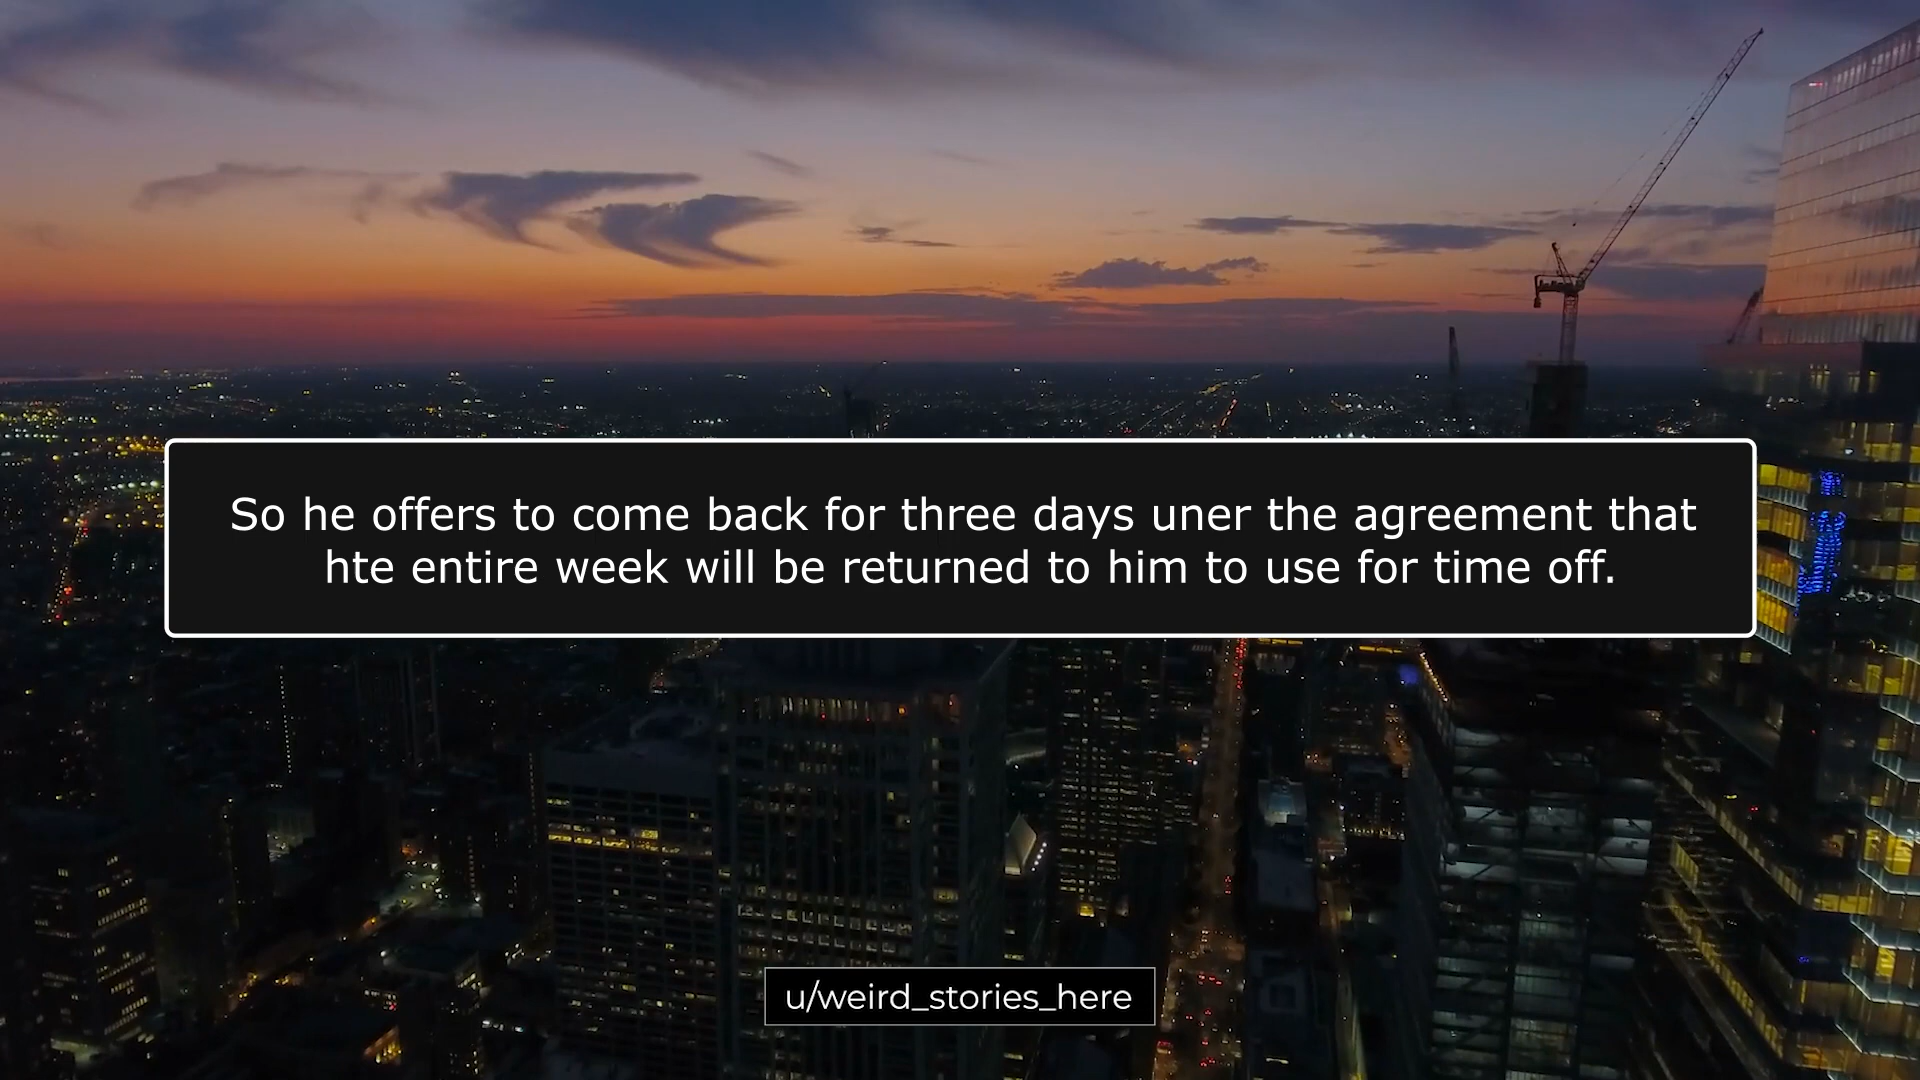 So he offers to come back for three days uner the agreement that
hte entire week will be returned to him to use for time off.
u/weird_stories_here